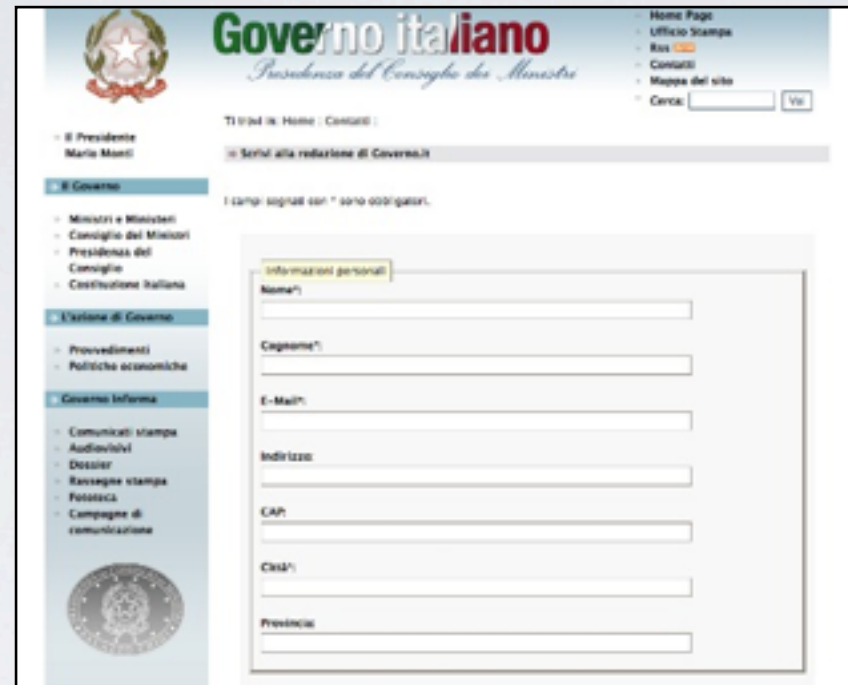 Governo italiano
Presidenza del Consiglio dei Ministri
Home Page
Ufficio Stampa
Rss
Contatti
Mappa del sito
Cerca: Vai
Ti trovi in: Home : Contatti :
Scrivi alla redazione di Governo.it
I campi segnati con * sono obbligatori.
Il Presidente
Mario Monti
Il Governo
Ministri e Ministeri
Consiglio dei Ministri
Presidenza del
Consiglio
Costituzione italiana
L'azione di Governo
Provvedimenti
Politiche economiche
Governo Informa
Comunicati stampa
Audiovisivi
Dossier
Rassegne stampa
Fototeca
Campagne di
comunicazione
Informazioni personali
Nome*:
Cognome*:
E-Mail*:
Indirizzo:
CAP:
Città*:
Provincia: